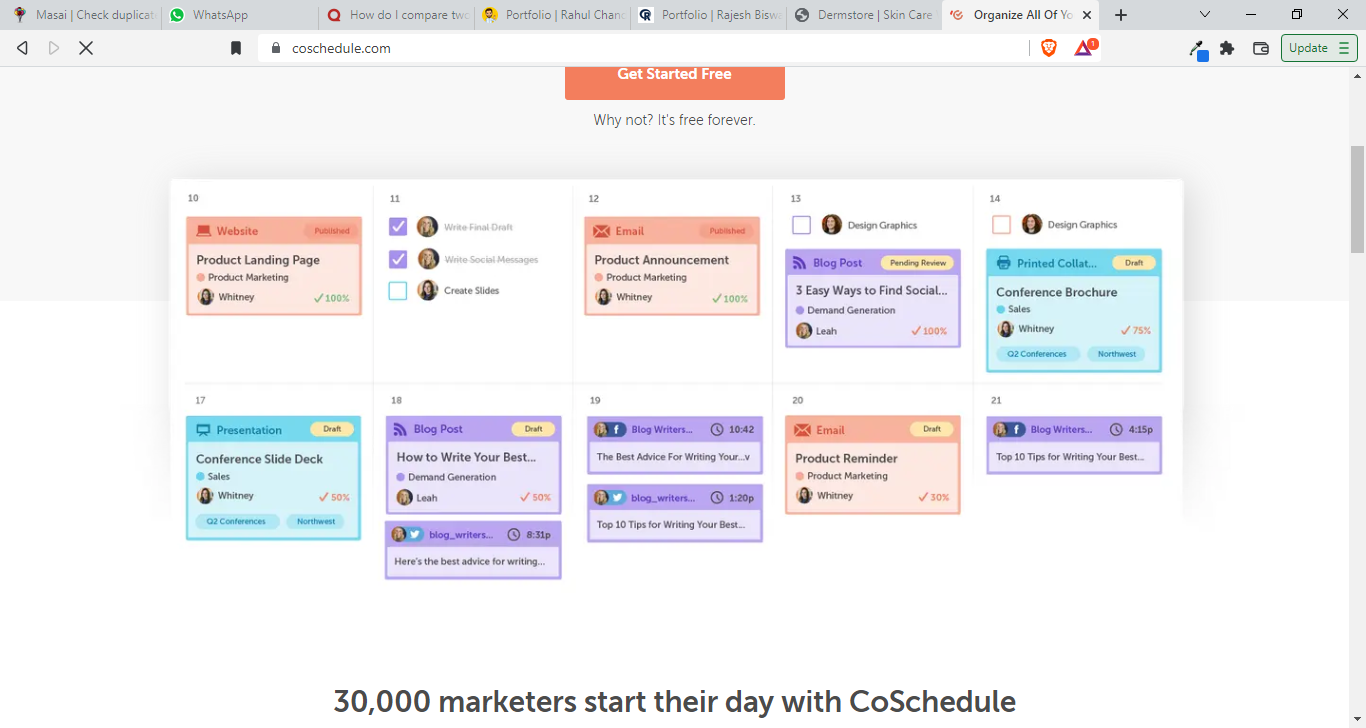 Masai | Check duplicat
WhatsApp
How do I compare two
Portfolio | Rahul Chanc
Portfolio | Rajesh Bisw
Dermstore | Skin Care
Organize All Of Yo
coschedule.com
1
Update
Get Started Free
Why not? It's free forever.
10
Website
Published
Product Landing Page
Product Marketing
Whitney
100%
11
Write Final Draft
Write Social Messages
Create Slides
12
Email
Published
Product Announcement
Product Marketing
Whitney
100%
13
Design Graphics
Blog Post
Pending Review
3 Easy Ways to Find Social...
Demand Generation
Leah
100%
14
Design Graphics
Printed Collat...
Draft
Conference Brochure
Sales
Whitney
75%
Q2 Conferences
Northwest
17
Presentation
Draft
Conference Slide Deck
Sales
Whitney
50%
Q2 Conferences
Northwest
18
Blog Post
Draft
How to Write Your Best...
Demand Generation
Leah
50%
blog_writers...
8:31p
Here's the best advice for writing...
19
Blog Writers...
10:42
The Best Advice For Writing Your...v
blog_writers...
1:20p
Top 10 Tips for Writing Your Best...
20
Email
Draft
Product Reminder
Product Marketing
Whitney
30%
21
Blog Writers...
4:15p
Top 10 Tips for Writing Your Best...
30,000 marketers start their day with CoSchedule